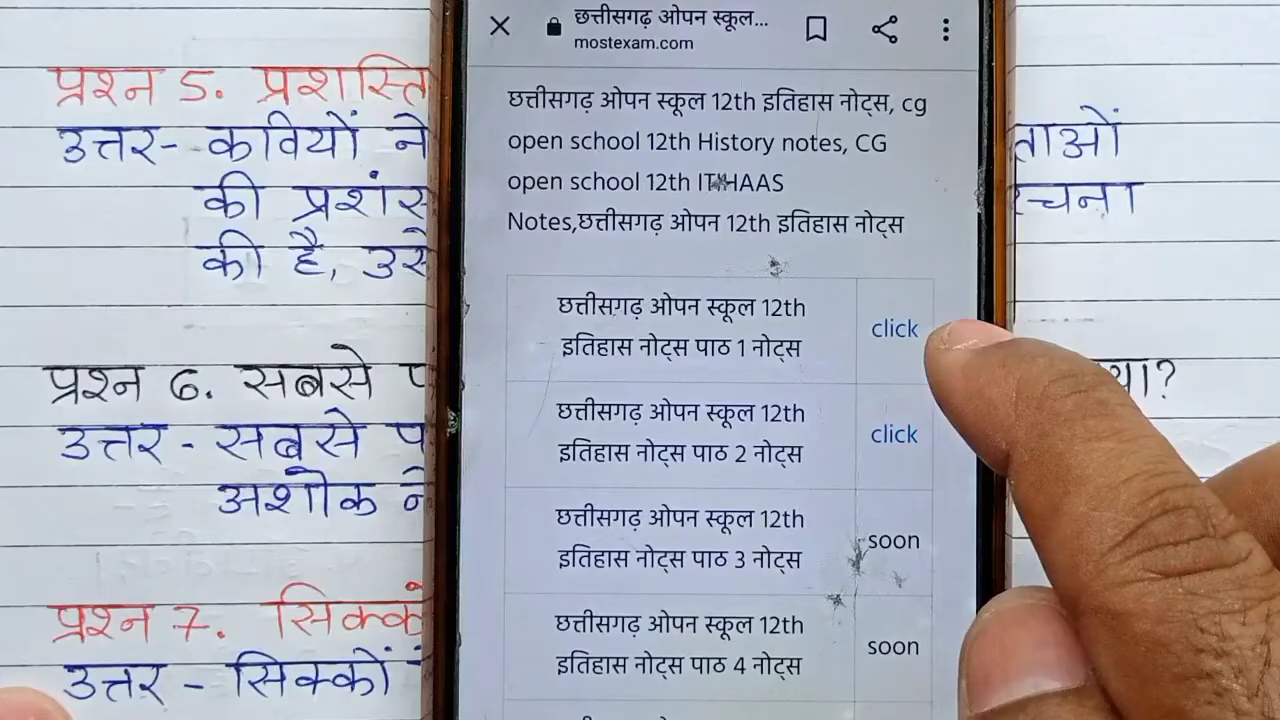 छत्तीसगढ़ ओपन स्कूल...
mostexam.com
छत्तीसगढ़ ओपन स्कूल 12th इतिहास नोट्स, cg
open school 12th History notes, CG
open school 12th ITIHAAS
Notes,छत्तीसगढ़ ओपन 12th इतिहास नोट्स
छत्तीसगढ़ ओपन स्कूल 12th
इतिहास नोट्स पाठ 1 नोट्स
click
छत्तीसगढ़ ओपन स्कूल 12th
इतिहास नोट्स पाठ 2 नोट्स
click
छत्तीसगढ़ ओपन स्कूल 12th
इतिहास नोट्स पाठ 3 नोट्स
soon
छत्तीसगढ़ ओपन स्कूल 12th
इतिहास नोट्स पाठ 4 नोट्स
soon
प्रश्न 5. प्रशस्ति
उत्तर- कवियों ने
की
की है,
प्रश्न 6. सबसे
उत्तर - सबसे
अशोक ने
प्रश्न 7.
उत्तर - सिक्कों